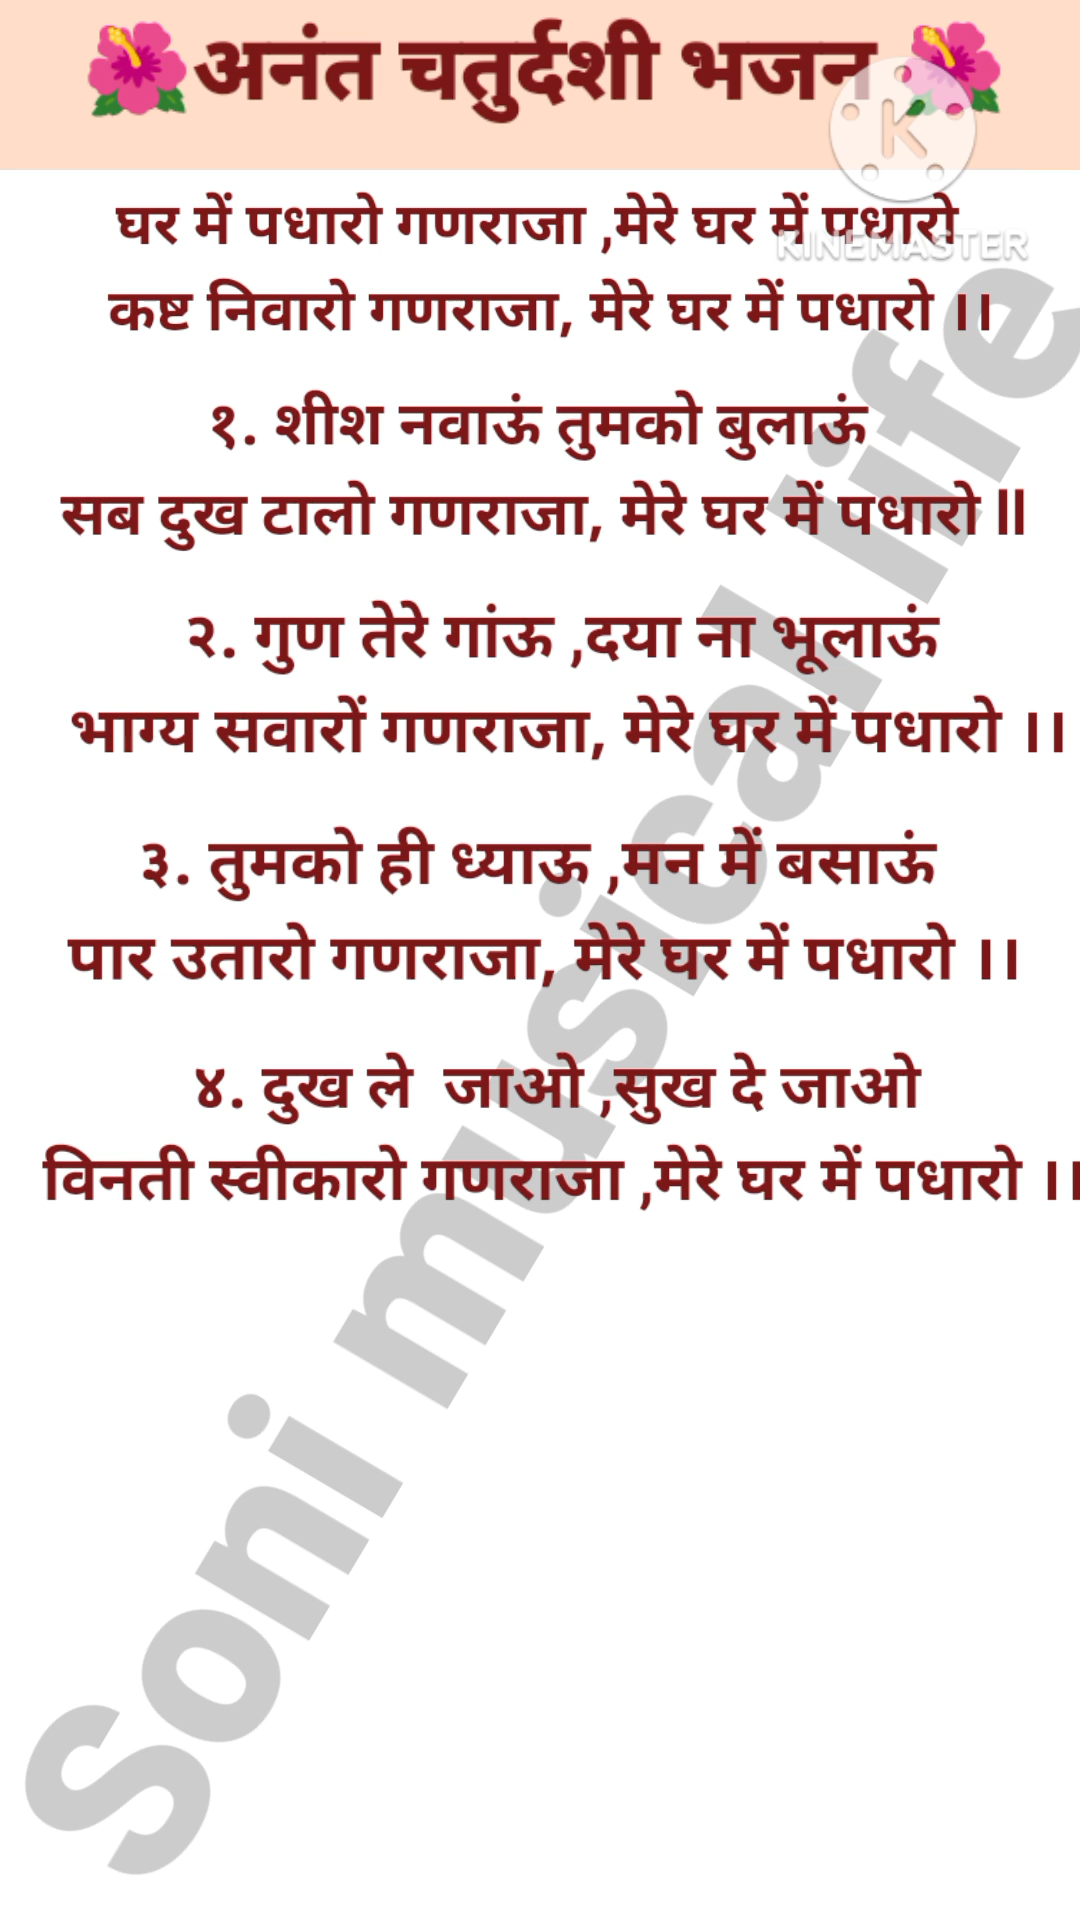 🌺अनंत चतुर्दशी भजन🌺
KINEMASTER
घर में पधारो गणराजा ,मेरे घर में पधारो
कष्ट निवारो गणराजा, मेरे घर में पधारो ।।
१. शीश नवाऊं तुमको बुलाऊं
सब दुख टालो गणराजा, मेरे घर में पधारो॥
२. गुण तेरे गांऊ ,दया ना भूलाऊं
भाग्य सवारों गणराजा, मेरे घर में पधारो ।।
३. तुमको ही ध्याऊ ,मन में बसाऊं
पार उतारो गणराजा, मेरे घर में पधारो ।।
४. दुख ले जाओ ,सुख दे जाओ
विनती स्वीकारो गणराजा ,मेरे घर में पधारो ।।
Soni musical life